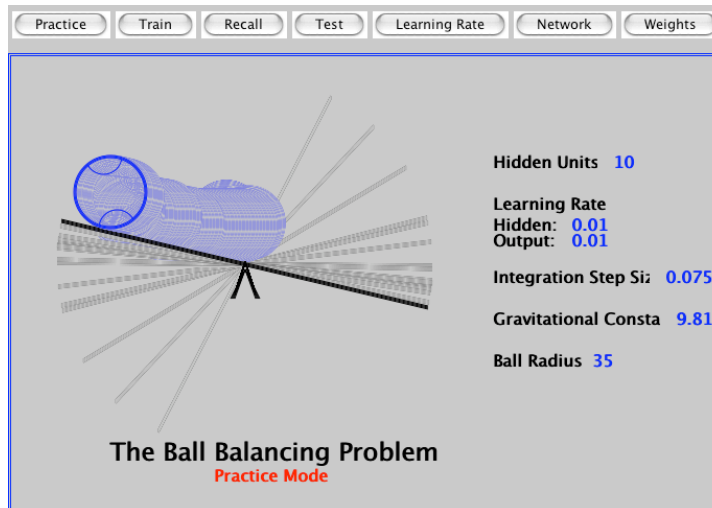 Practice Train Recall Test Learning Rate Network Weights
Hidden Units 10
Learning Rate
Hidden: 0.01
Output: 0.01
Integration Step Siz 0.075
Gravitational Consta 9.81
Ball Radius 35
The Ball Balancing Problem
Practice Mode